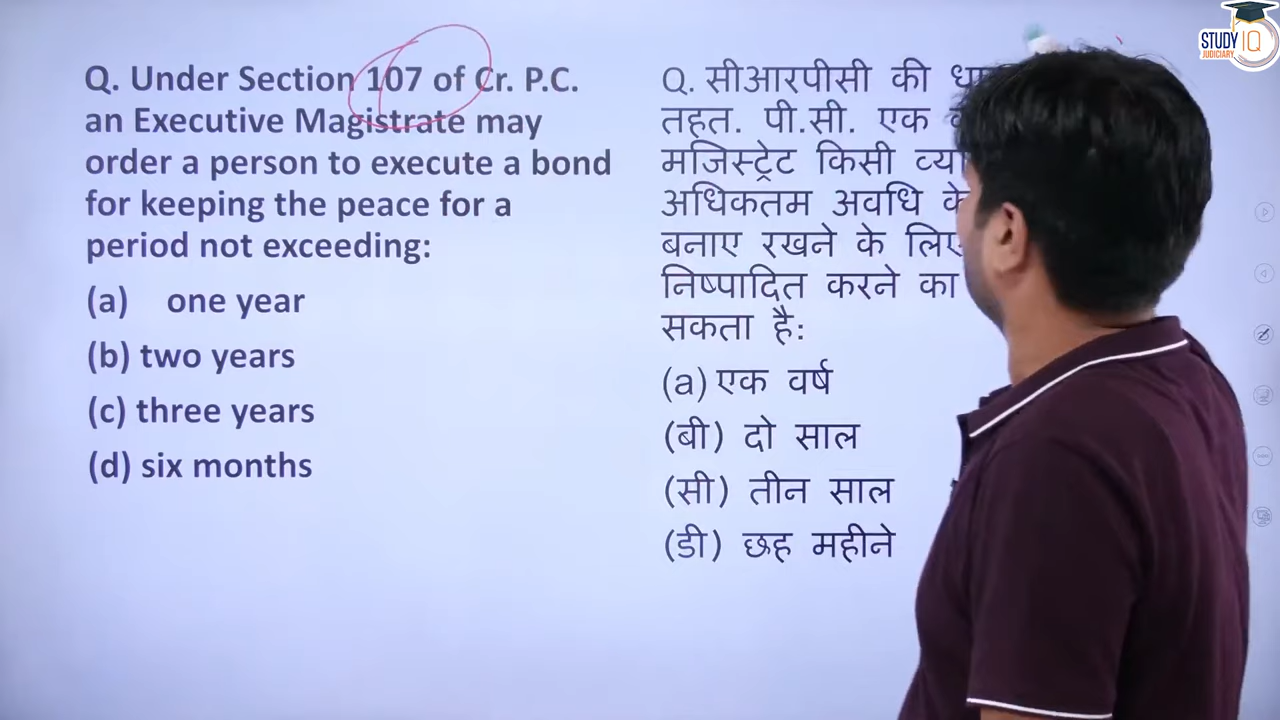 Q. Under Section 107 of Cr. P.C.
an Executive Magistrate may
order a person to execute a bond
for keeping the peace for a
period not exceeding:
(a) one year
(b) two years
(c) three years
(d) six months
Q. सीआरपीसी की
तहत. पी.सी. एक
मजिस्ट्रेट किसी
अधिकतम अवधि के
बनाए रखने के
निष्पादित करने का
सकता है:
(a) एक वर्ष
(बी) दो साल
(सी) तीन साल
(डी) छह महीने
STUDY IQ
JUDICIARY